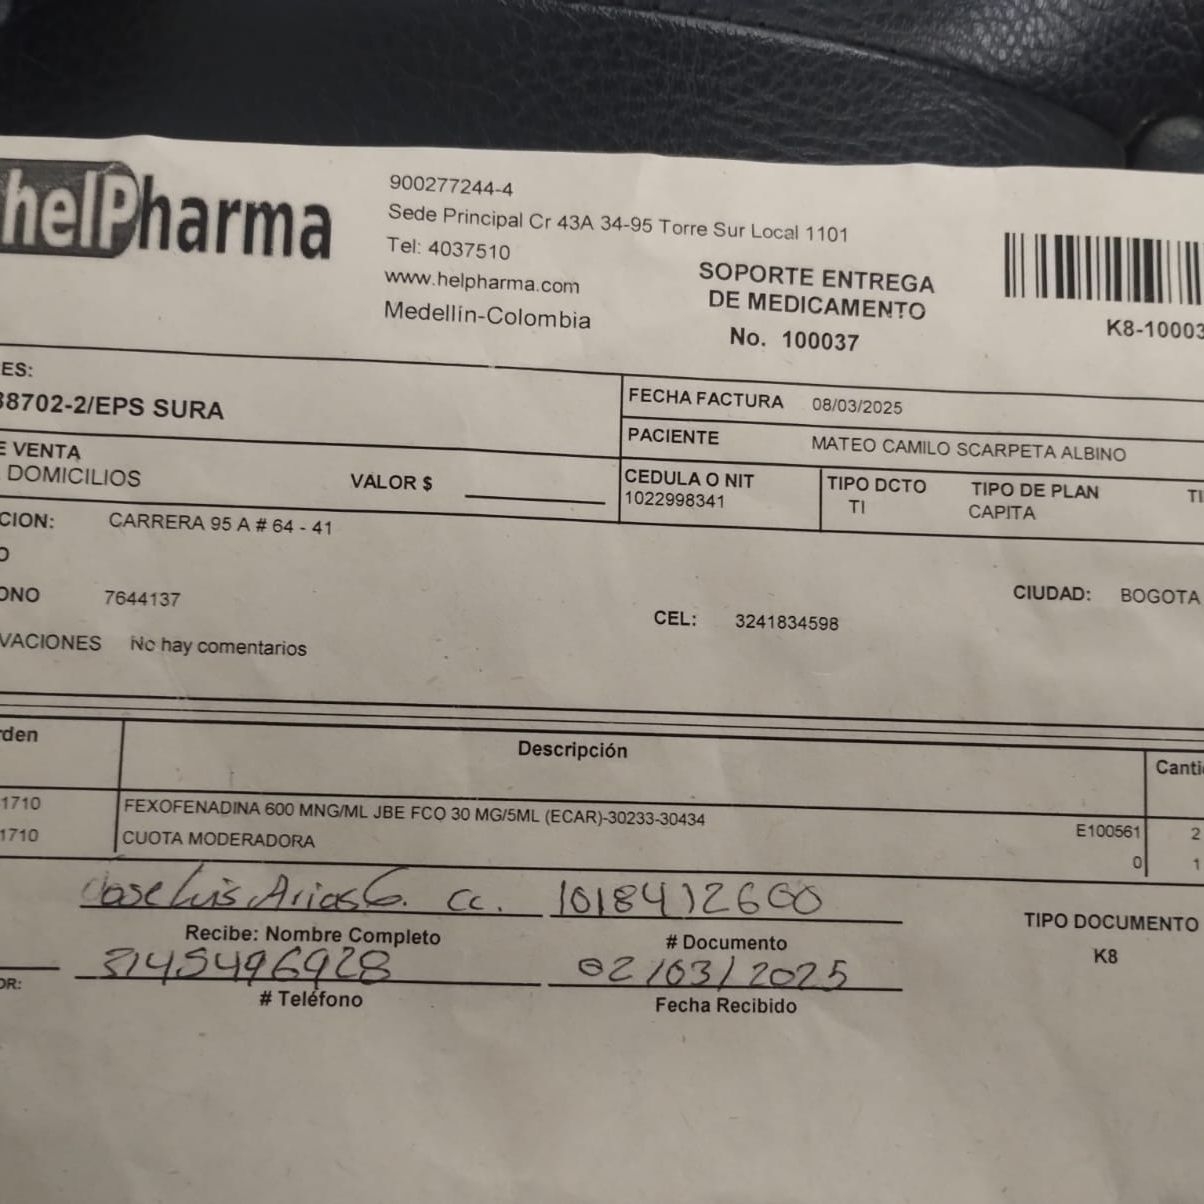 helPharma
900277244-4
Sede Principal Cr 43A 34-95 Torre Sur Local 1101
Tel: 4037510
www.helpharma.com
Medellín-Colombia
SOPORTE ENTREGA
DE MEDICAMENTO
No. 100037
K8-10003
ES:
38702-2/EPS SURA
FECHA FACTURA 08/03/2025
PACIENTE MATEO CAMILO SCARPETA ALBINO
E VENTA
DOMICILIOS VALOR $
CEDULA O NIT TIPO DCTO TIPO DE PLAN TI
1022998341 TI CAPITA
CION: CARRERA 95 A # 64 - 41
O
ONO 7644137
CEL: 3241834598
CIUDAD: BOGOTA
VACIONES No hay comentarios
rden Descripción Canti
1710 FEXOFENADINA 600 MNG/ML JBE FCO 30 MG/5ML (ECAR)-30233-30434 E100561 2
1710 CUOTA MODERADORA 0 1
Jose Luis Arias G. cc. 1018412600
Recibe: Nombre Completo # Documento
TIPO DOCUMENTO
K8
3145496928 02/03/2025
OR: # Teléfono Fecha Recibido